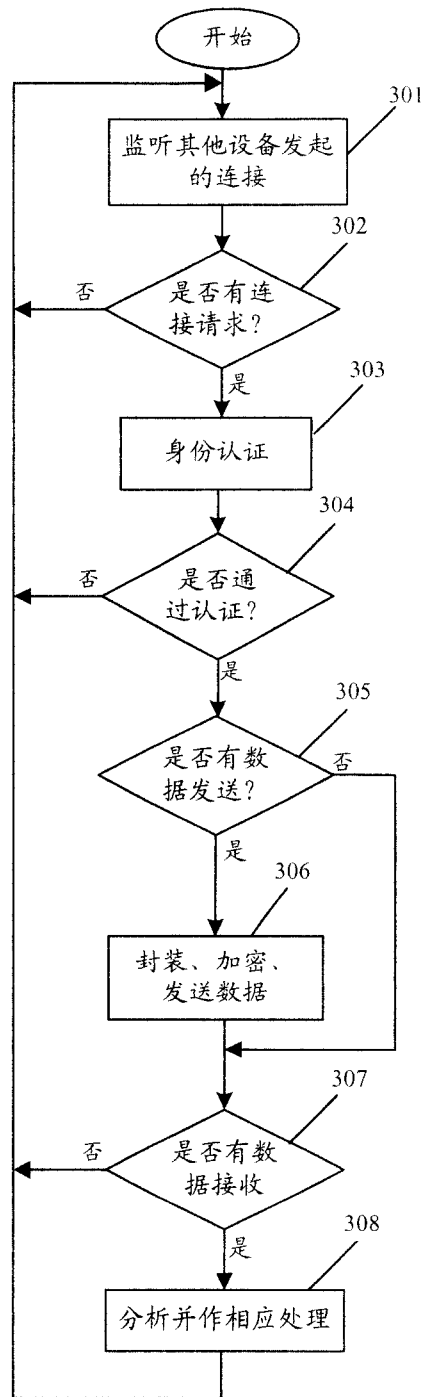 开始
301
监听其他设备发起
的连接
302
否
是否有连
接请求?
是
303
身份认证
304
否
是否通
过认证?
是
305
是否有数
据发送?
否
是
306
封装、加密、
发送数据
307
否
是否有数
据接收
是
308
分析并作相应处理